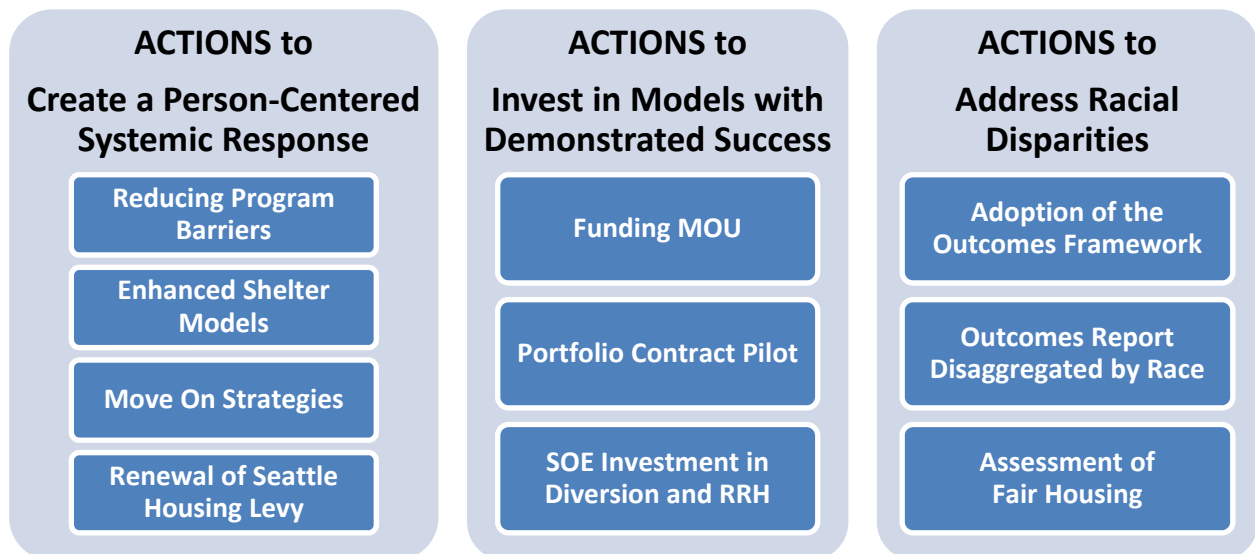 ACTIONS to
Create a Person-Centered
Systemic Response
Reducing Program
Barriers
Enhanced Shelter
Models
Move On Strategies
Renewal of Seattle
Housing Levy
ACTIONS to
Invest in Models with
Demonstrated Success
Funding MOU
Portfolio Contract Pilot
SOE Investment in
Diversion and RRH
ACTIONS to
Address Racial
Disparities
Adoption of the
Outcomes Framework
Outcomes Report
Disaggregated by Race
Assessment of
Fair Housing